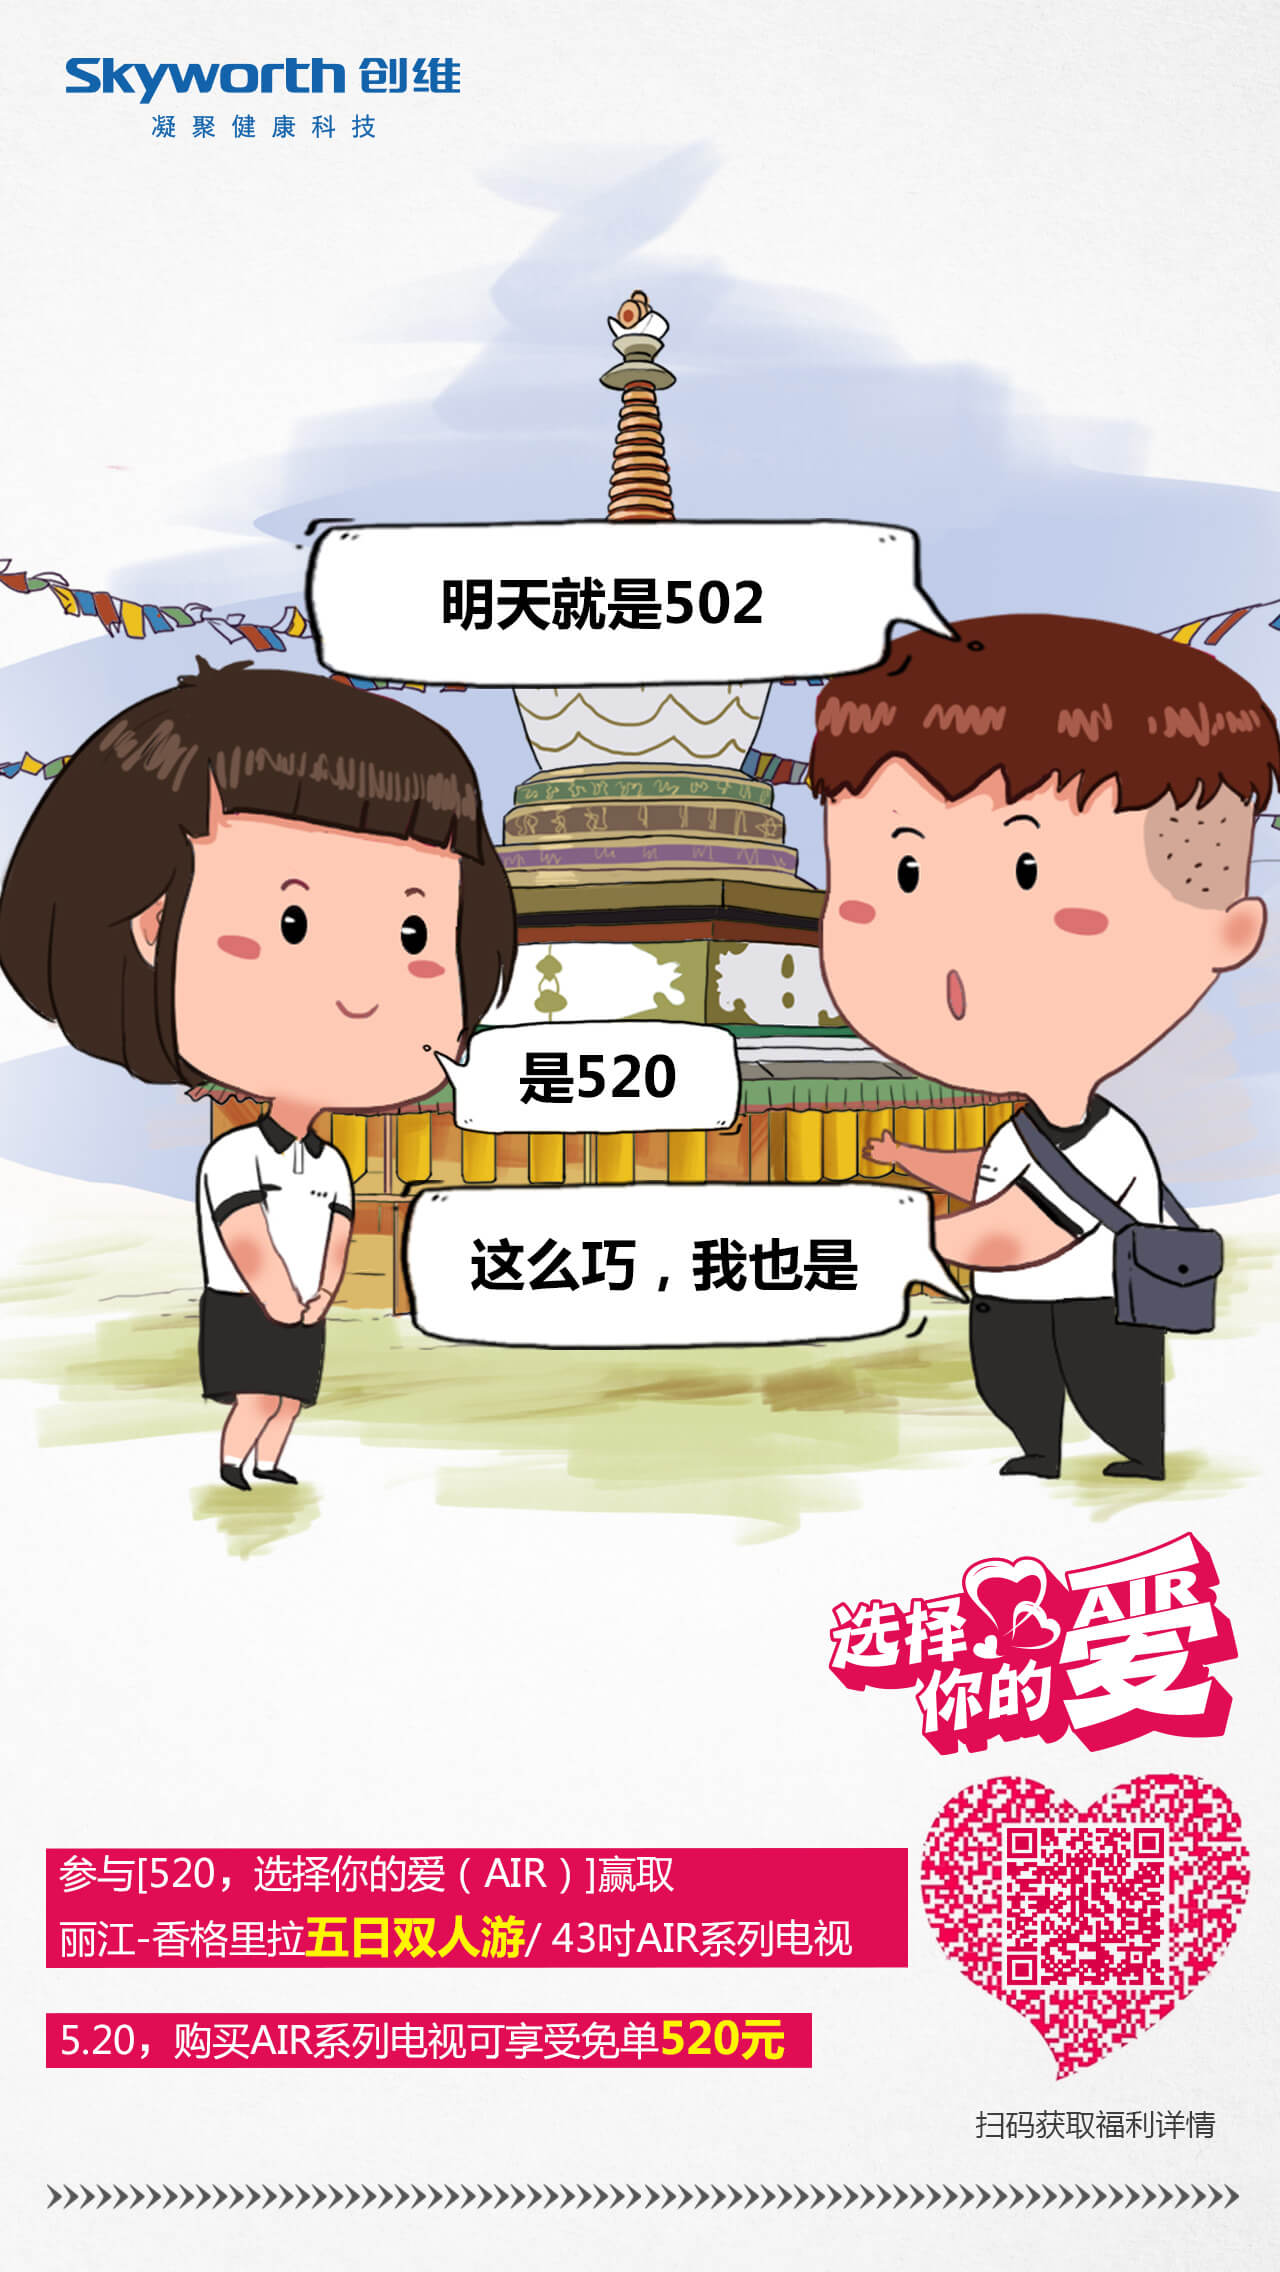 Skyworth 创维
凝聚健康科技
明天就是502
是520
这么巧，我也是
选择
你的
爱
AIR
参与[520，选择你的爱（AIR）]赢取
丽江-香格里拉五日双人游/ 43吋AIR系列电视
5.20，购买AIR系列电视可享受免单520元
扫码获取福利详情